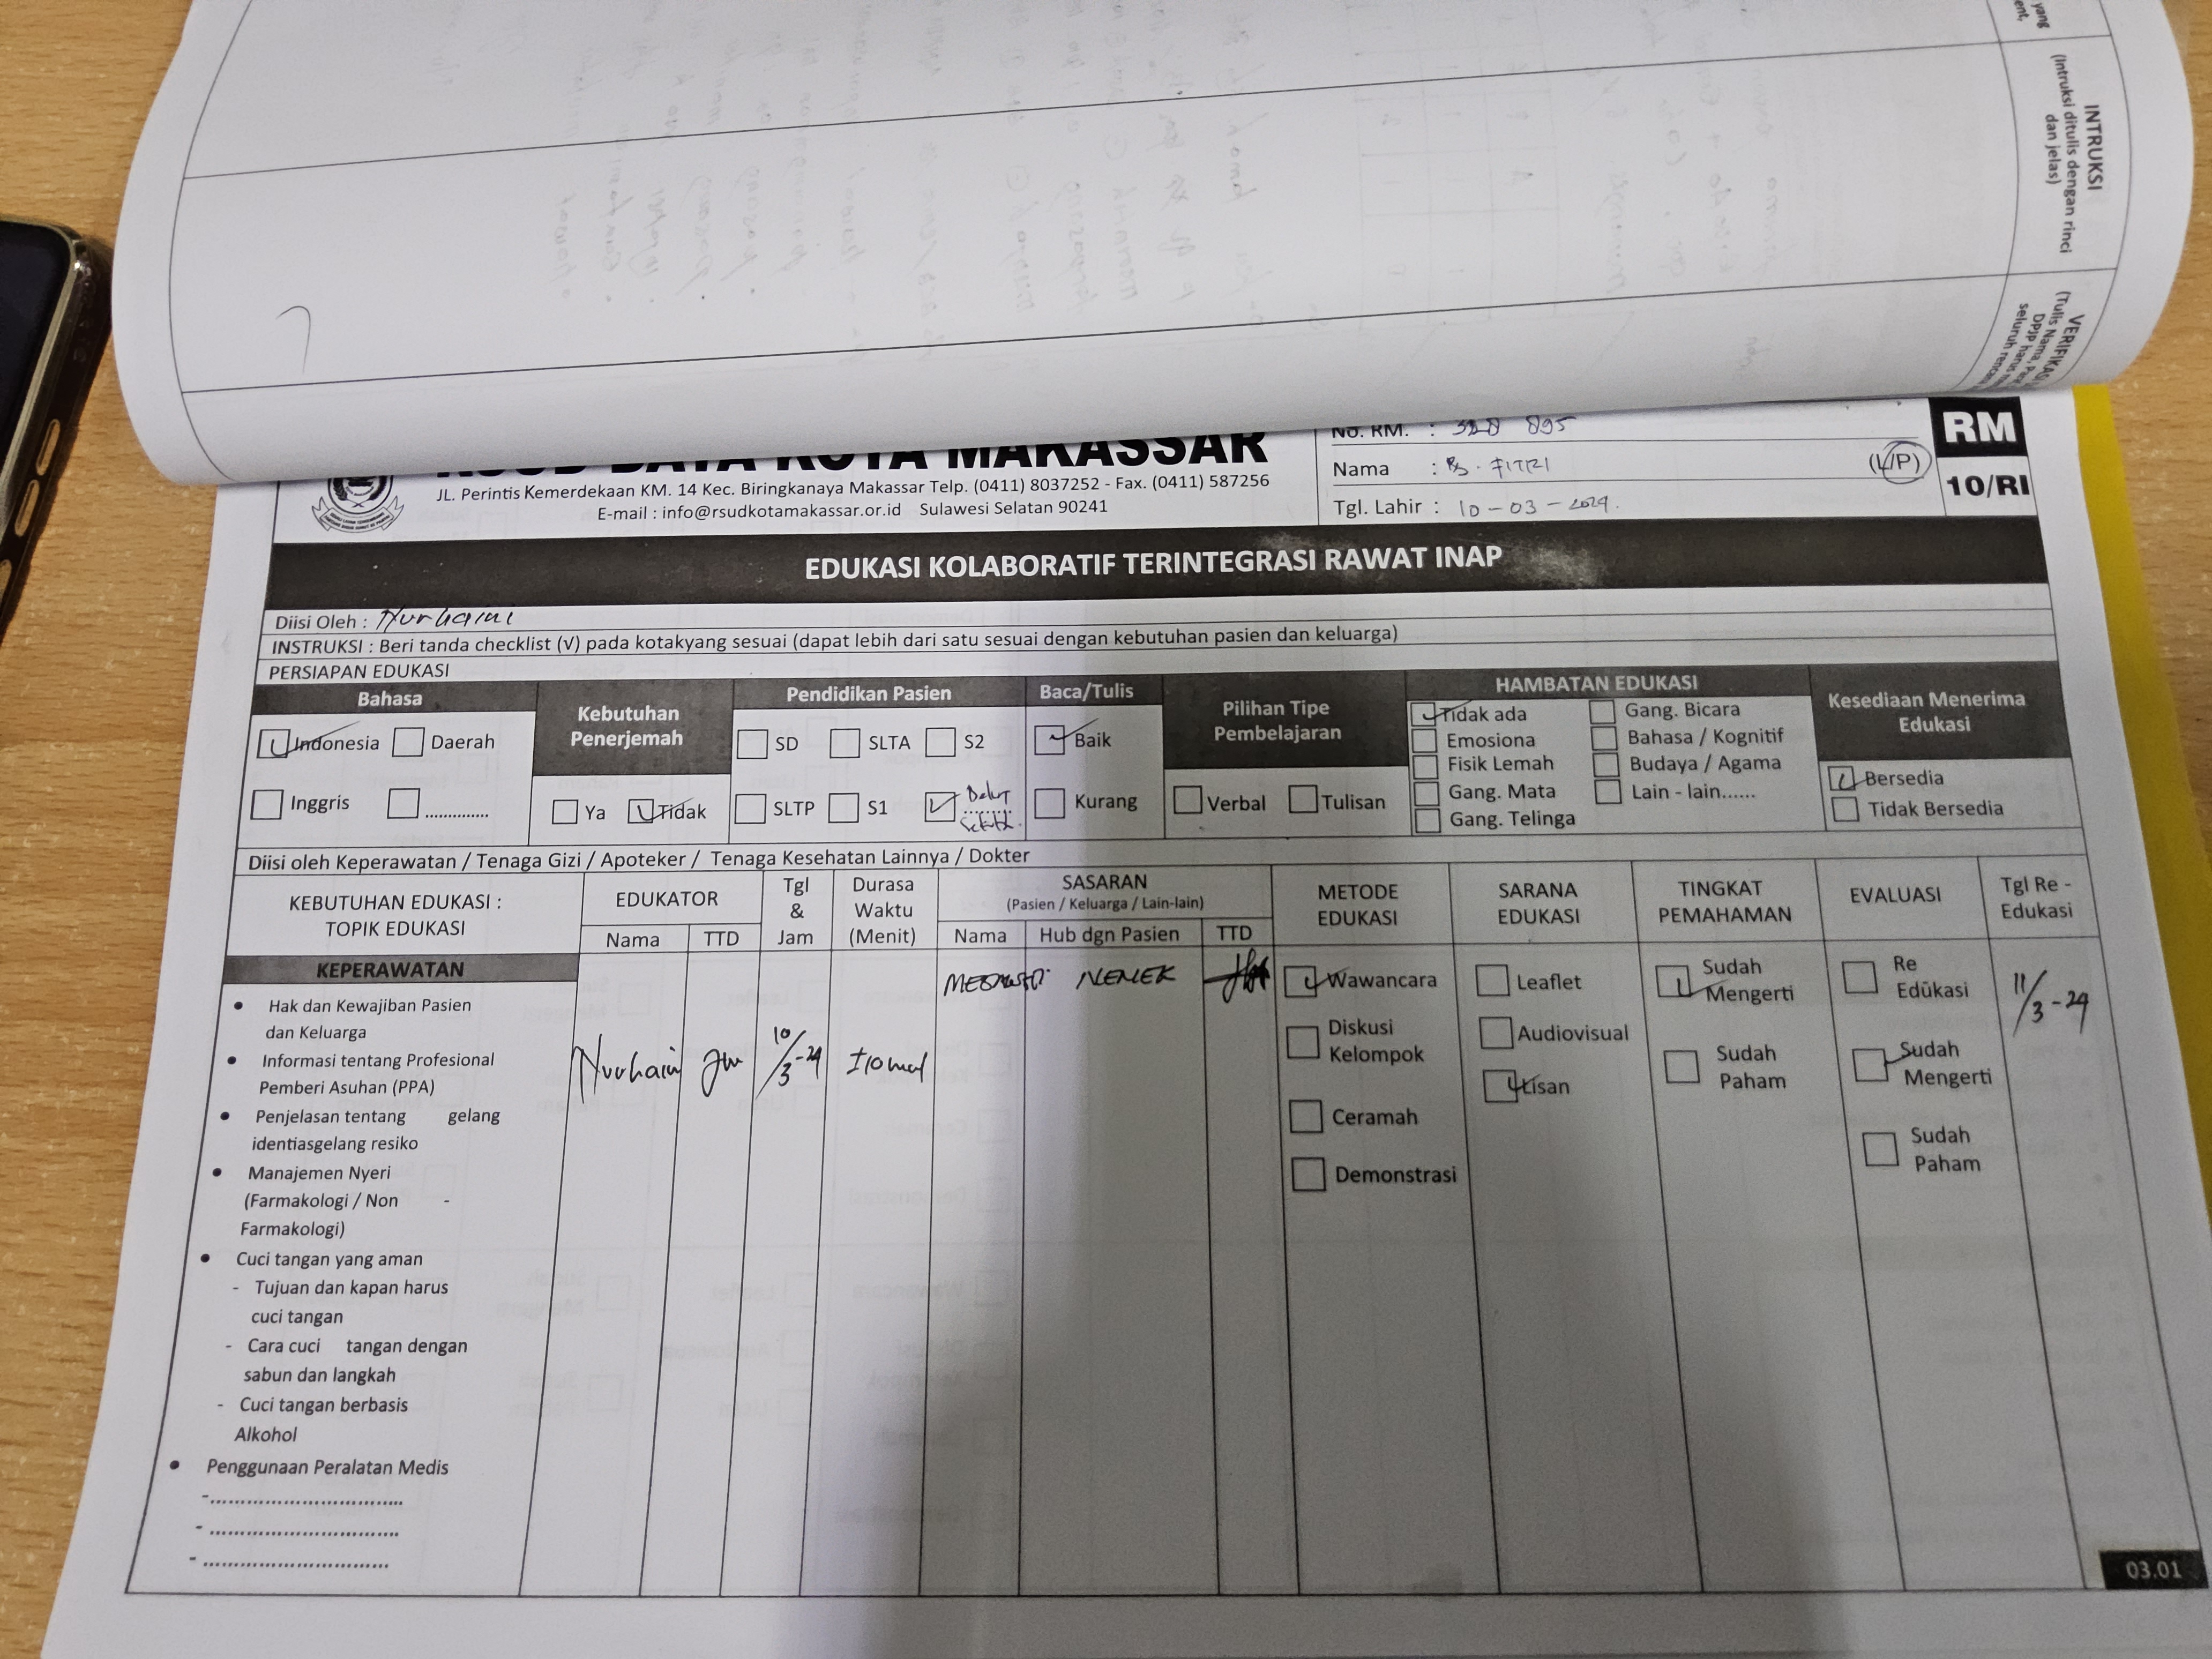 yang
ent,
INTRUKSI
(Intruksi ditulis dengan rinci
dan jelas)
VERIFIKASI
(Tulis Nama,
DPJP harus
seluruh
RSUD DAYA KOTA MAKASSAR
JL. Perintis Kemerdekaan KM. 14 Kec. Biringkanaya Makassar Telp. (0411) 8037252 - Fax. (0411) 587256
E-mail : info@rsudkotamakassar.or.id Sulawesi Selatan 90241
No. RM. : 328 895
Nama : By. FITRI (L/P)
Tgl. Lahir : 10 - 03 - 2024.
RM
10/RI
EDUKASI KOLABORATIF TERINTEGRASI RAWAT INAP
Diisi Oleh : Nurhaini
INSTRUKSI : Beri tanda checklist (√) pada kotakyang sesuai (dapat lebih dari satu sesuai dengan kebutuhan pasien dan keluarga)
PERSIAPAN EDUKASI
Bahasa
Indonesia Daerah
Inggris ..............
Kebutuhan
Penerjemah
Ya Tidak
Pendidikan Pasien
SD SLTA S2
SLTP S1 Belum
Sekolah
Baca/Tulis
Baik
Kurang
Pilihan Tipe
Pembelajaran
Verbal Tulisan
HAMBATAN EDUKASI
Tidak ada Gang. Bicara
Emosiona Bahasa / Kognitif
Fisik Lemah Budaya / Agama
Gang. Mata Lain - lain......
Gang. Telinga
Kesediaan Menerima
Edukasi
Bersedia
Tidak Bersedia
Diisi oleh Keperawatan / Tenaga Gizi / Apoteker / Tenaga Kesehatan Lainnya / Dokter
KEBUTUHAN EDUKASI :
TOPIK EDUKASI
EDUKATOR
Nama TTD
Tgl
&
Jam
Durasa
Waktu
(Menit)
SASARAN
(Pasien / Keluarga / Lain-lain)
Nama Hub dgn Pasien TTD
METODE
EDUKASI
SARANA
EDUKASI
TINGKAT
PEMAHAMAN
EVALUASI
Tgl Re -
Edukasi
KEPERAWATAN
• Hak dan Kewajiban Pasien
dan Keluarga
• Informasi tentang Profesional
Pemberi Asuhan (PPA)
• Penjelasan tentang gelang
identiasgelang resiko
• Manajemen Nyeri
(Farmakologi / Non -
Farmakologi)
• Cuci tangan yang aman
- Tujuan dan kapan harus
cuci tangan
- Cara cuci tangan dengan
sabun dan langkah
- Cuci tangan berbasis
Alkohol
• Penggunaan Peralatan Medis
-................................
-................................
-................................
Nurhaini
10/3-24
NENEK
Wawancara
Diskusi
Kelompok
Ceramah
Demonstrasi
Leaflet
Audiovisual
Lisan
Sudah
Mengerti
Sudah
Paham
Re
Edukasi
Sudah
Mengerti
Sudah
Paham
11/3-24
03.01